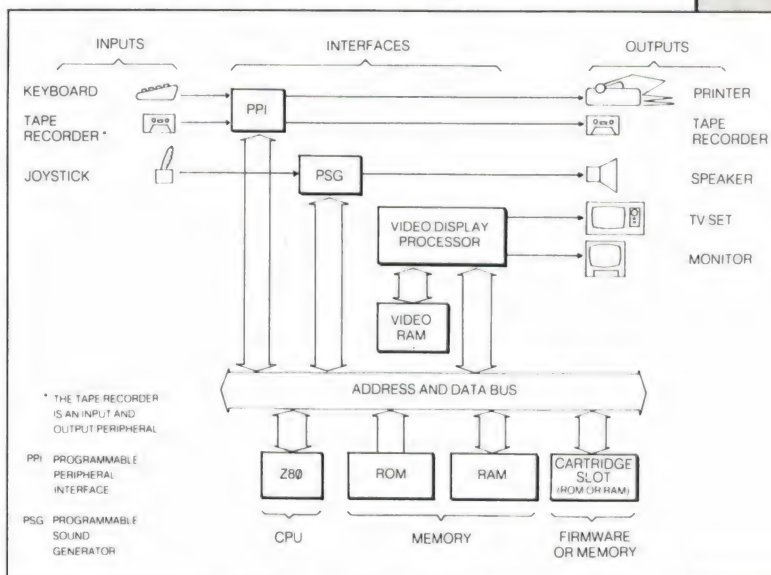 INPUTS
INTERFACES
OUTPUTS
KEYBOARD
PPI
PRINTER
TAPE
RECORDER *
TAPE
RECORDER
JOYSTICK
PSG
SPEAKER
VIDEO DISPLAY
PROCESSOR
TV SET
MONITOR
VIDEO
RAM
ADDRESS AND DATA BUS
* THE TAPE RECORDER
IS AN INPUT AND
OUTPUT PERIPHERAL
PPI PROGRAMMABLE
PERIPHERAL
INTERFACE
PSG PROGRAMMABLE
SOUND
GENERATOR
Z80
ROM
RAM
CARTRIDGE
SLOT
(ROM OR RAM)
CPU
MEMORY
FIRMWARE
OR MEMORY